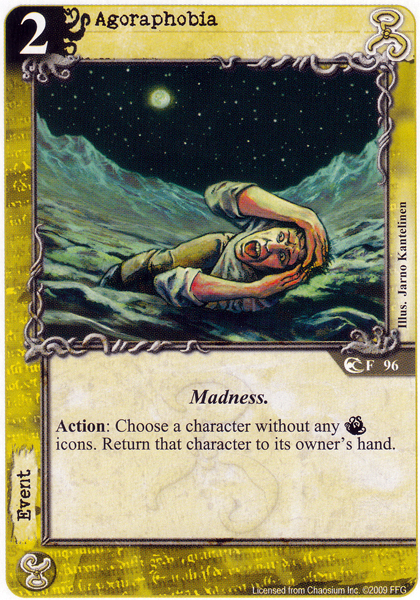 2
Agoraphobia
Illus. Jarno Kantelinen
F 96
Madness.
Action: Choose a character without any
icons. Return that character to its owner's hand.
Event
Licensed from Chaosium Inc. ©2009 FFG